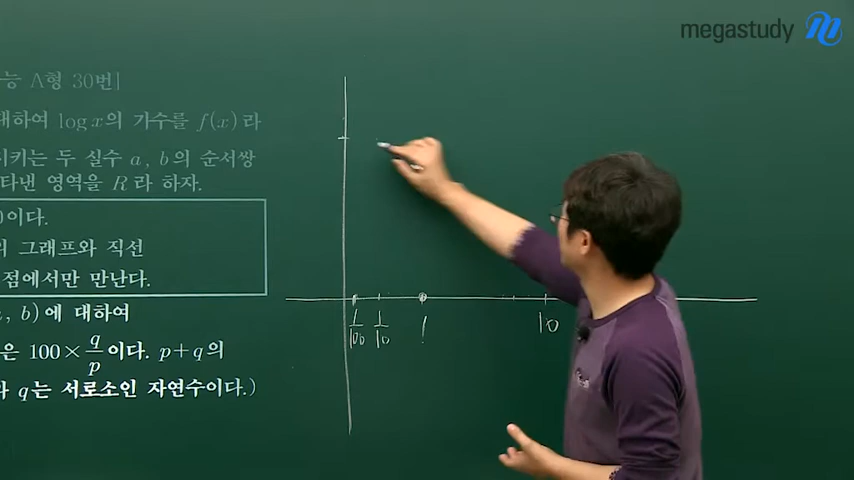 megastudy
능 A형 30번
대하여 log x의 가수를 f(x)라
키는 두 실수 a, b의 순서쌍
타낸 영역을 R라 하자.
이다.
의 그래프와 직선
점에서만 만난다.
, b)에 대하여
은 100×q/p이다. p+q의
q는 서로소인 자연수이다.)
1/100 1/10 1 10